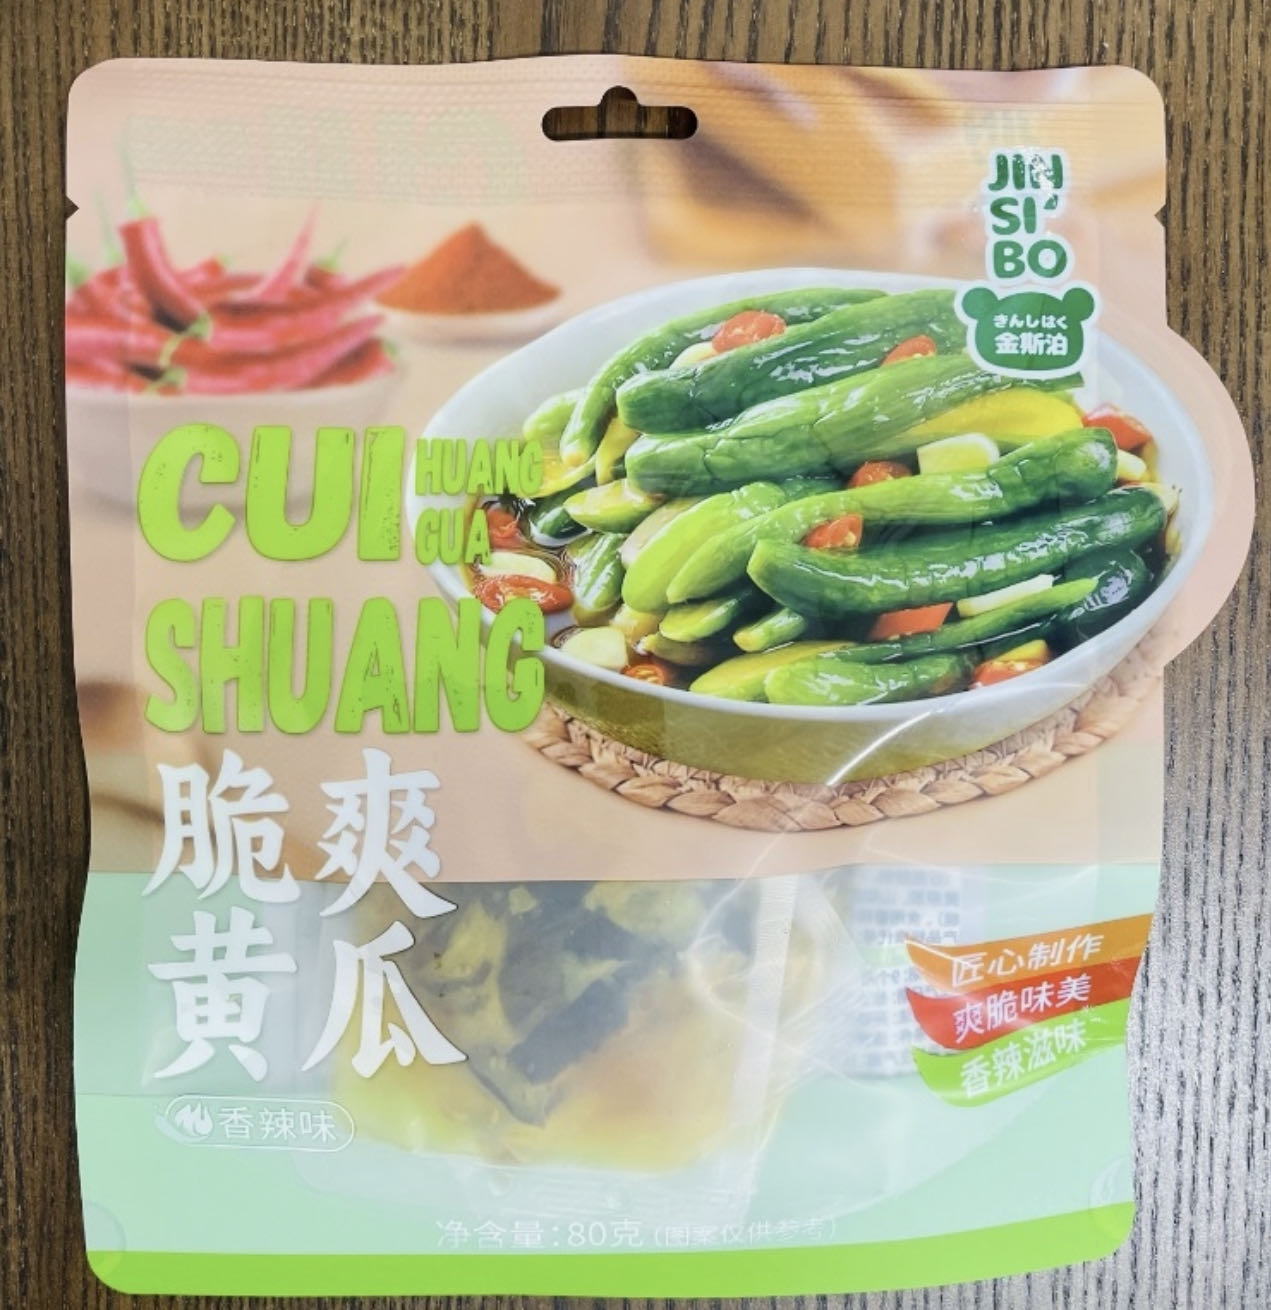 JIN
SI'
BO
きんしはく
金斯泊
CUI HUANG
GUA
SHUANG
脆爽
黄瓜
香辣味
匠心制作
爽脆味美
香辣滋味
净含量:80克 (图案仅供参考)